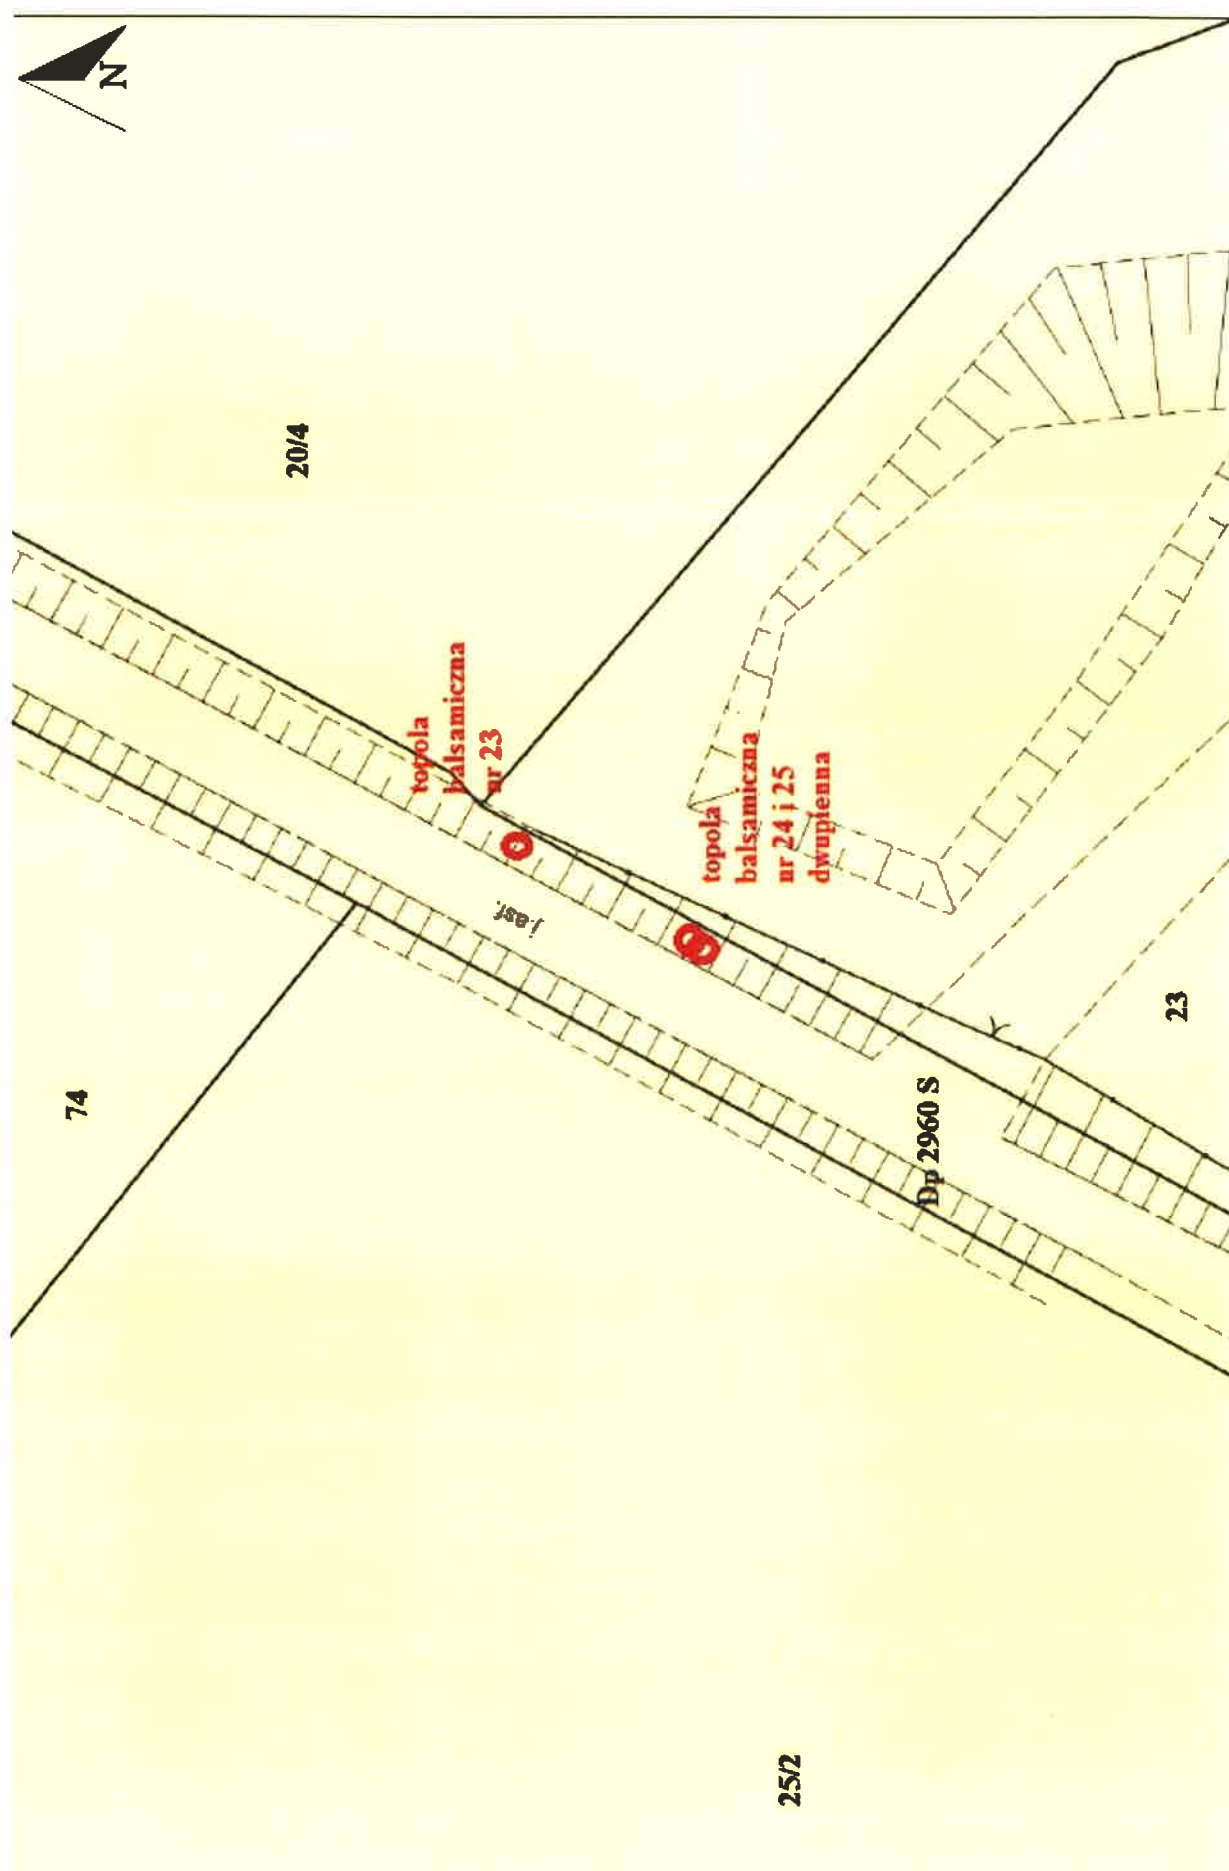 N
20/4
topola
balsamiczna
nr 23
topola
balsamiczna
nr 24 i 25
dwupienna
j.asf.
74
23
Dp 2960 S
25/2